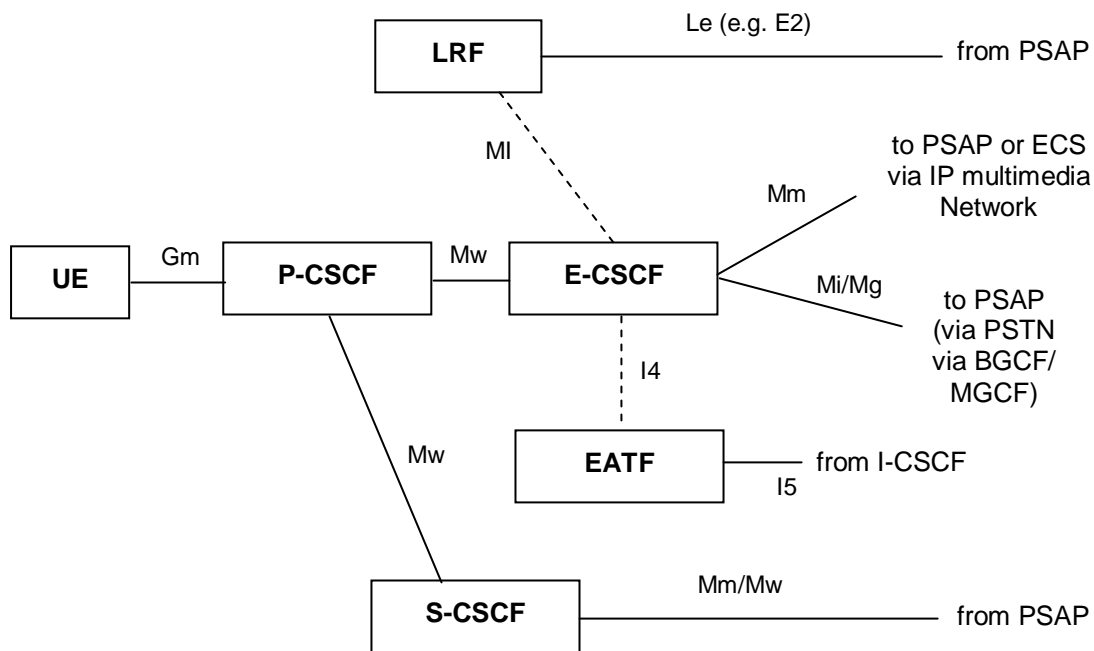 Le (e.g. E2)
LRF
from PSAP
Ml
to PSAP or ECS
via IP multimedia
Network
Mm
Gm
Mw
UE
P-CSCF
E-CSCF
Mi/Mg
to PSAP
(via PSTN
via BGCF/
MGCF)
I4
Mw
EATF
from I-CSCF
I5
Mm/Mw
S-CSCF
from PSAP